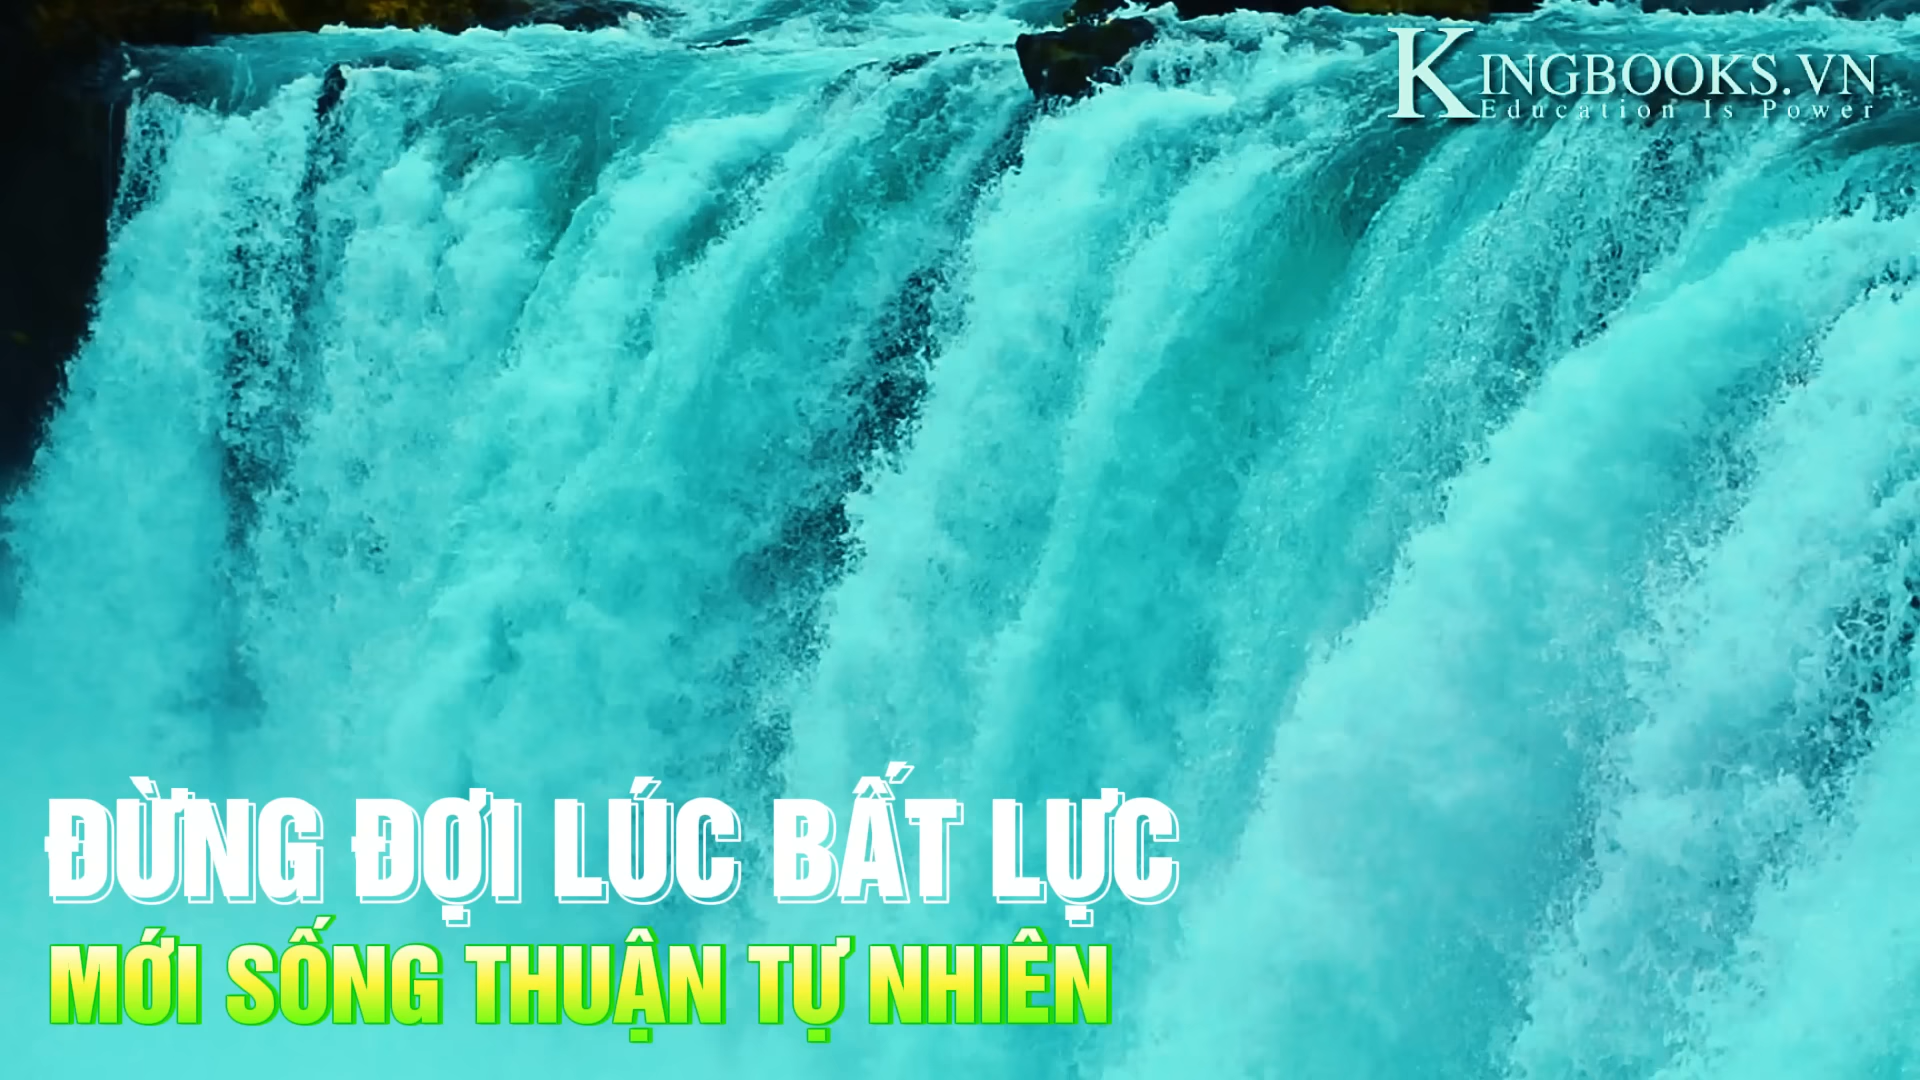 KINGBOOKS.VN
Education Is Power
ĐỪNG ĐỢI LÚC BẤT LỰC
MỚI SỐNG THUẬN TỰ NHIÊN